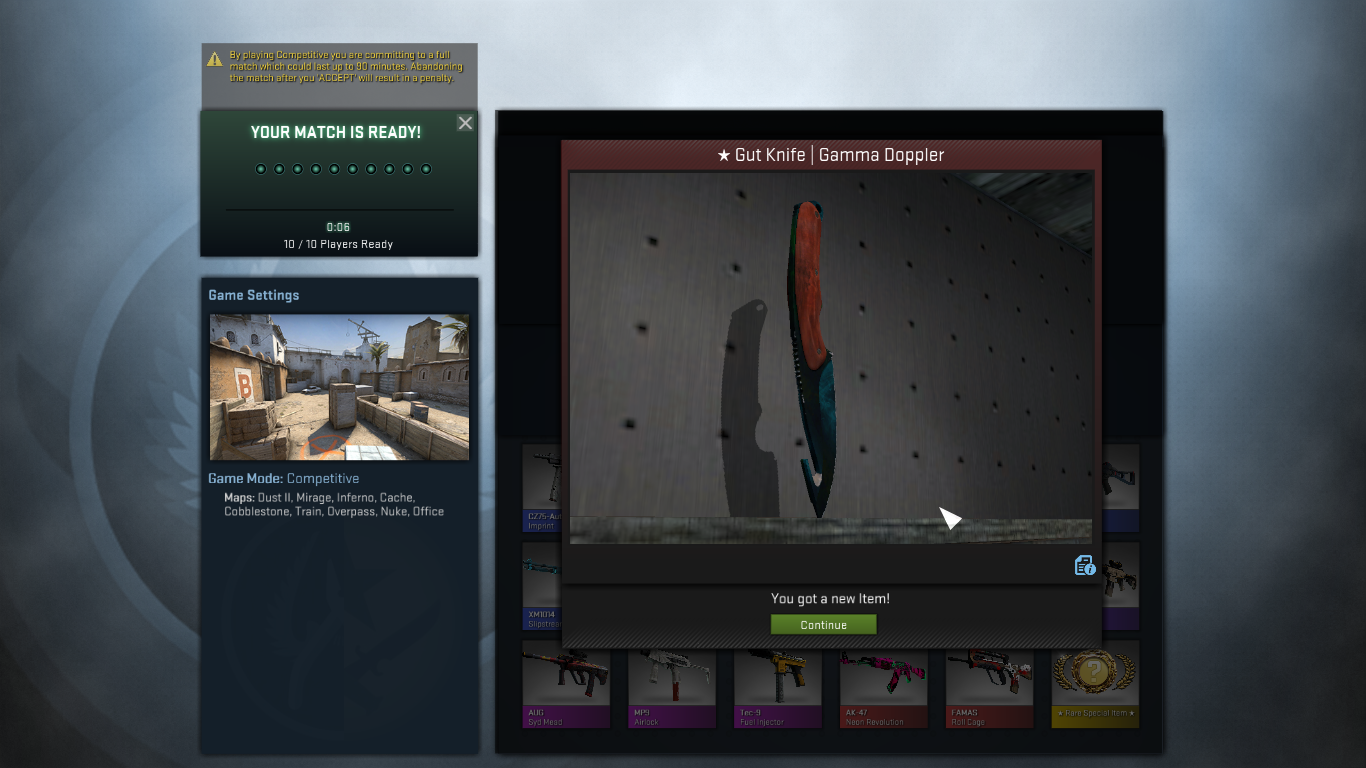 By playing Competitive you are committing to a full
match which could last up to 90 minutes. Abandoning
the match after you 'ACCEPT' will result in a penalty.
YOUR MATCH IS READY!
0:06
10 / 10 Players Ready
Game Settings
B
Game Mode: Competitive
Maps: Dust II, Mirage, Inferno, Cache,
Cobblestone, Train, Overpass, Nuke, Office
★ Gut Knife | Gamma Doppler
You got a new Item!
Continue
CZ75-Aut
Imprint
XM1014
Slipstrea
AUG
Syd Mead
MP9
Airlock
Tec-9
Fuel Injector
AK-47
Neon Revolution
FAMAS
Roll Cage
?
★ Rare Special Item ★